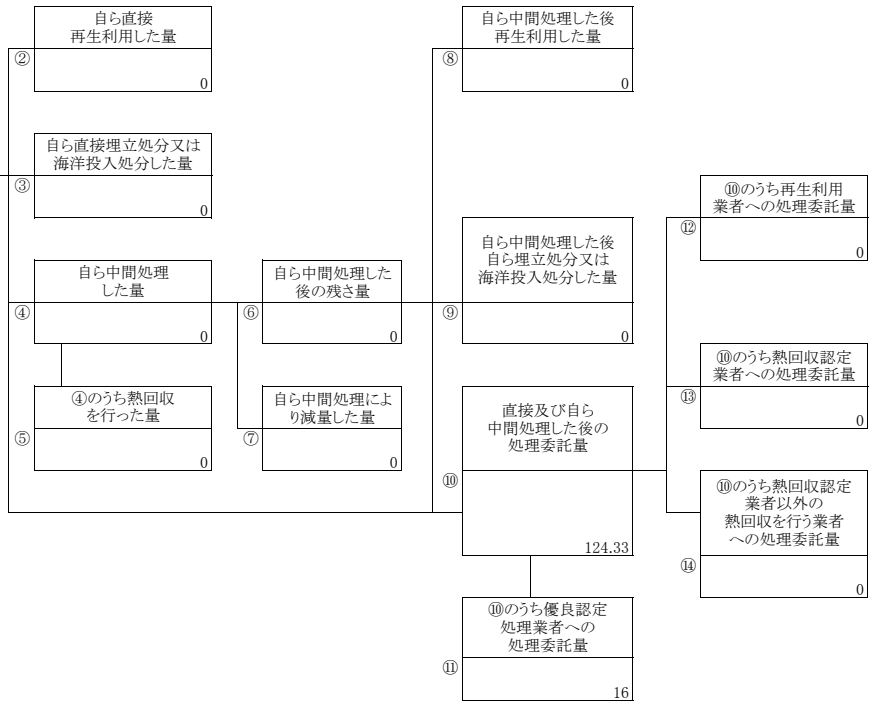 自ら直接
再生利用した量
②
0
自ら直接埋立処分又は
海洋投入処分した量
③
0
自ら中間処理
した量
④
0
④のうち熱回収
を行った量
⑤
0
自ら中間処理した
後の残さ量
⑥
0
自ら中間処理によ
り減量した量
⑦
0
自ら中間処理した後
再生利用した量
⑧
0
自ら中間処理した後
自ら埋立処分又は
海洋投入処分した量
⑨
0
直接及び自ら
中間処理した後の
処理委託量
⑩
124.33
⑩のうち優良認定
処理業者への
処理委託量
⑪
16
⑩のうち再生利用
業者への処理委託量
⑫
0
⑩のうち熱回収認定
業者への処理委託量
⑬
0
⑩のうち熱回収認定
業者以外の
熱回収を行う業者
への処理委託量
⑭
0